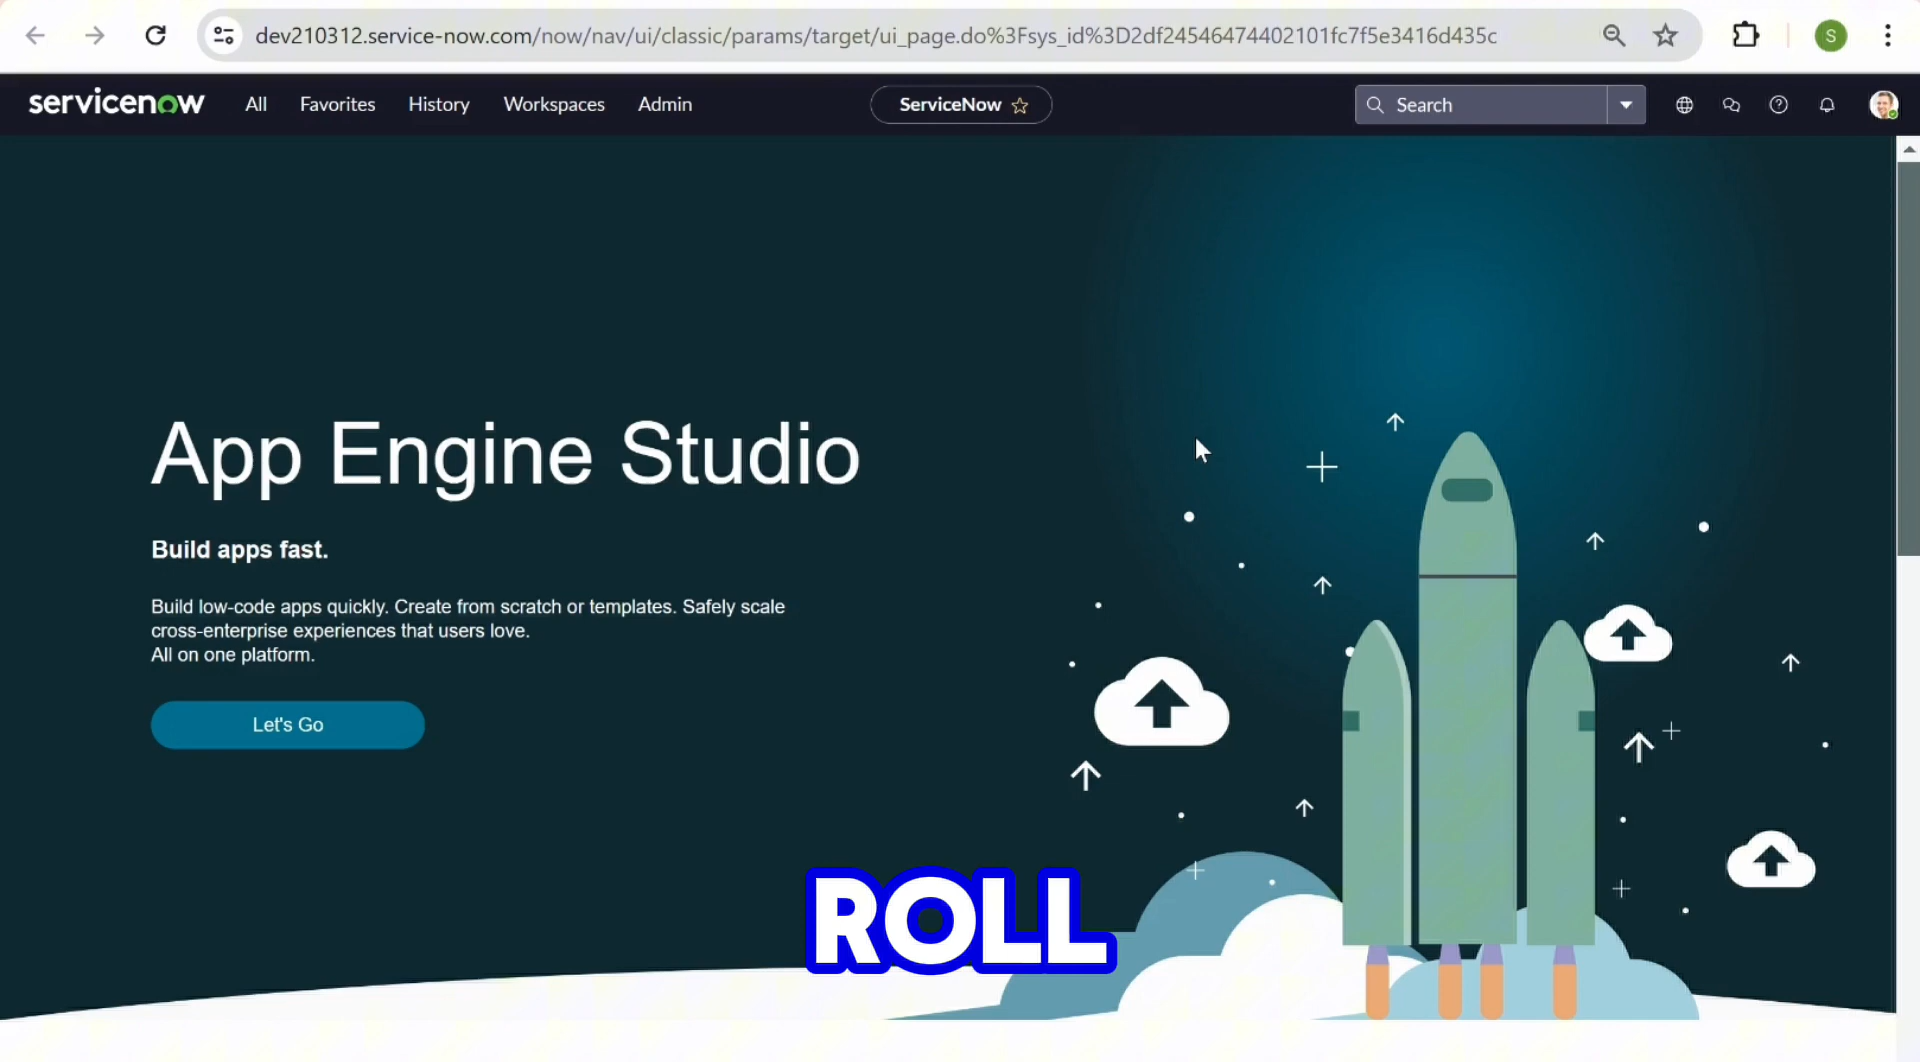 dev210312.service-now.com/now/nav/ui/classic/params/target/ui_page.do%3Fsys_id%3D2df24546474402101fc7f5e3416d435c
S
servicenow All Favorites History Workspaces Admin ServiceNow Search
App Engine Studio
Build apps fast.
Build low-code apps quickly. Create from scratch or templates. Safely scale
cross-enterprise experiences that users love.
All on one platform.
Let's Go
ROLL